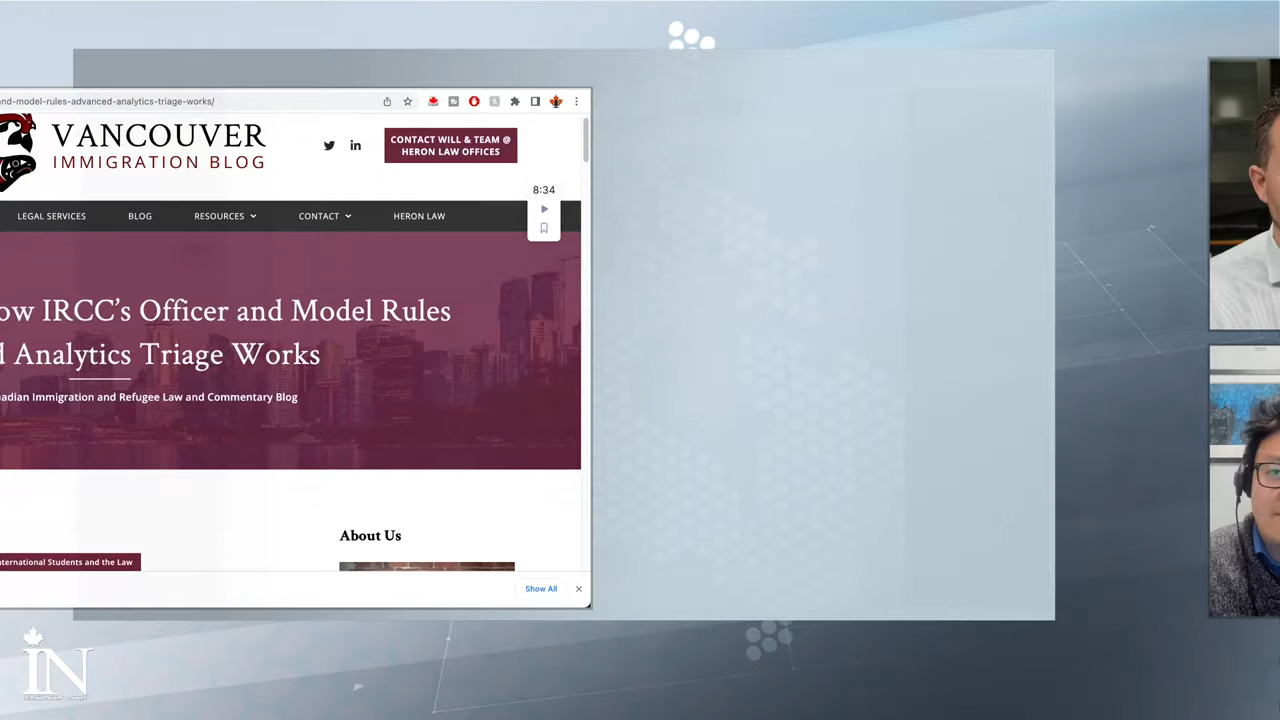 nd-model-rules-advanced-analytics-triage-works/
VANCOUVER
IMMIGRATION BLOG
CONTACT WILL & TEAM @
HERON LAW OFFICES
8:34
LEGAL SERVICES BLOG RESOURCES CONTACT HERON LAW
ow IRCC's Officer and Model Rules
d Analytics Triage Works
nadian Immigration and Refugee Law and Commentary Blog
About Us
nternational Students and the Law
Show All
IN